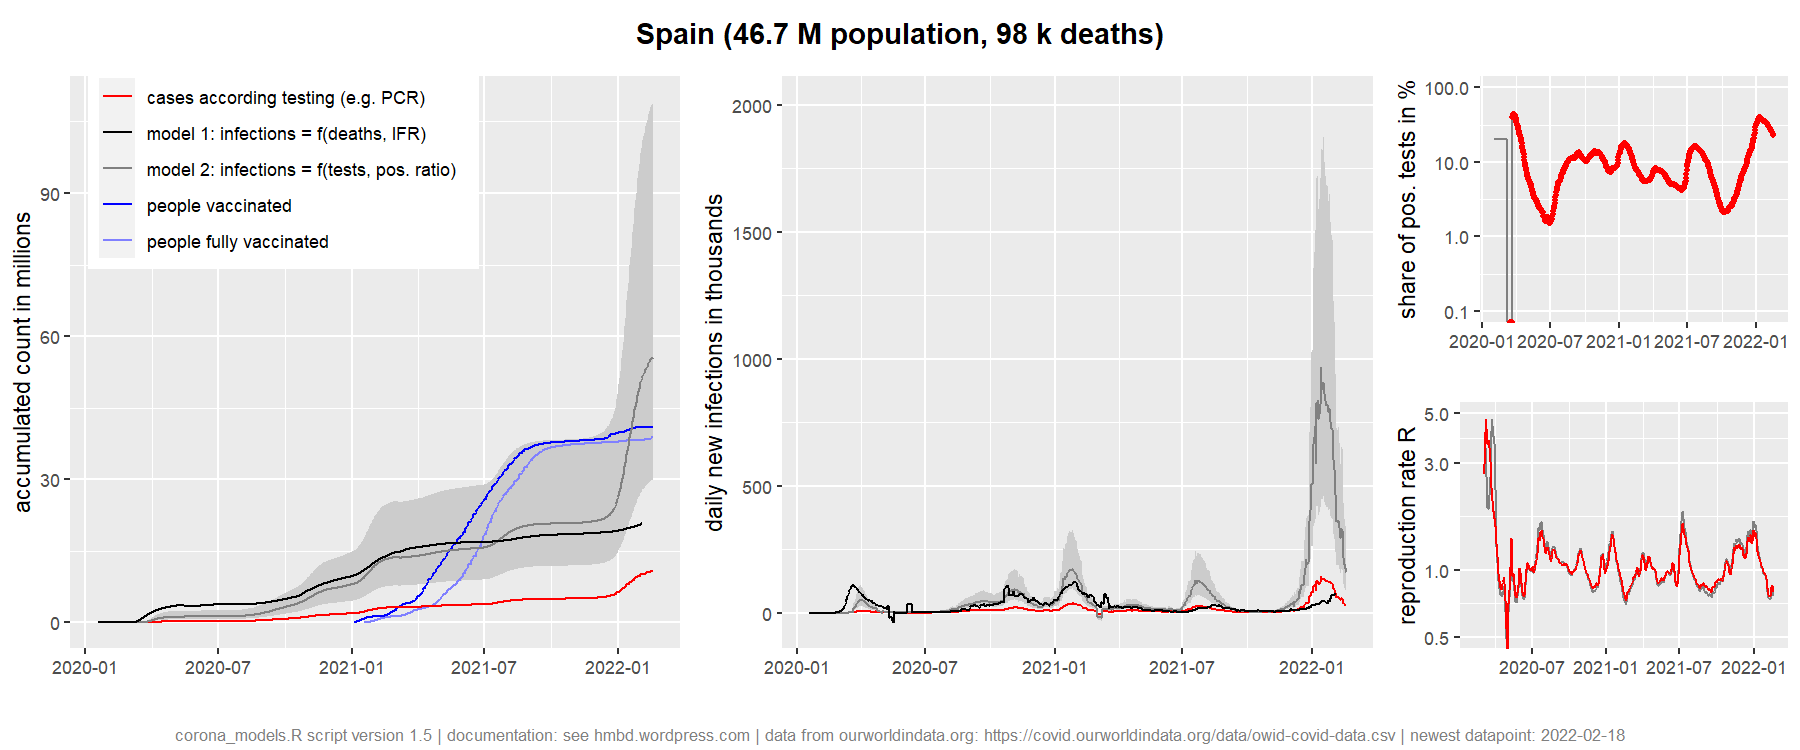 Spain (46.7 M population, 98 k deaths)
cases according testing (e.g. PCR)
model 1: infections = f(deaths, IFR)
model 2: infections = f(tests, pos. ratio)
people vaccinated
people fully vaccinated
accumulated count in millions
90
60
30
0
2020-01 2020-07 2021-01 2021-07 2022-01
daily new infections in thousands
2000
1500
1000
500
0
2020-01 2020-07 2021-01 2021-07 2022-01
share of pos. tests in %
100.0
10.0
1.0
0.1
2020-01 2020-07 2021-01 2021-07 2022-01
reproduction rate R
5.0
3.0
1.0
0.5
2020-07 2021-01 2021-07 2022-01
corona_models.R script version 1.5 | documentation: see hmbd.wordpress.com | data from ourworldindata.org: https://covid.ourworldindata.org/data/owid-covid-data.csv | newest datapoint: 2022-02-18